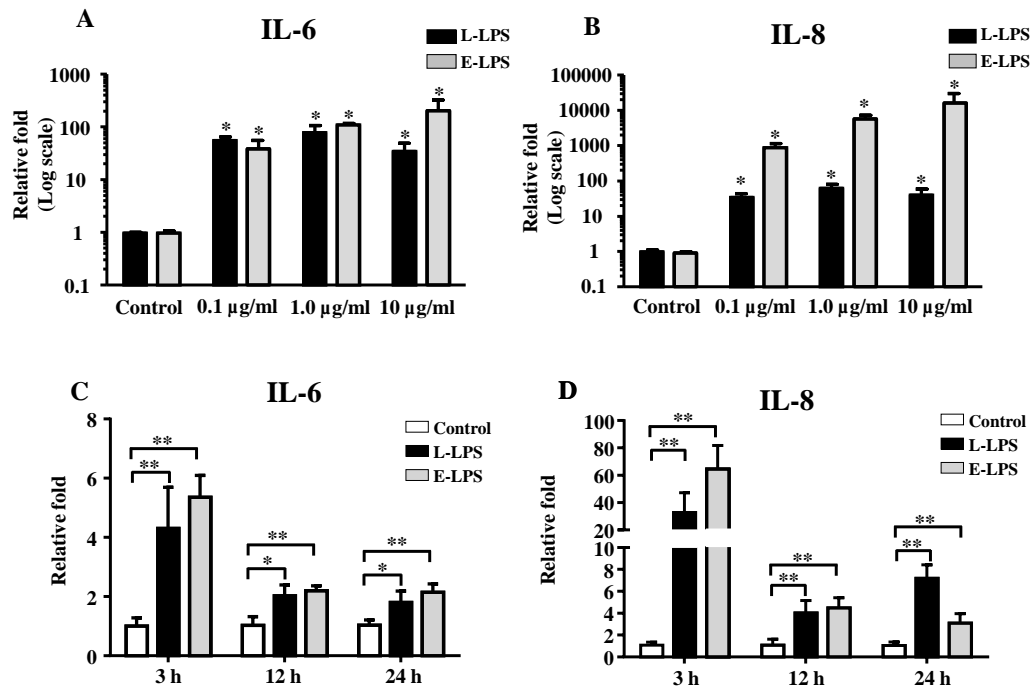 A
IL-6
L-LPS
E-LPS
Relative fold
(Log scale)
1000
100
10
1
0.1
*
*
*
*
*
*
Control
0.1 µg/ml
1.0 µg/ml
10 µg/ml
B
IL-8
L-LPS
E-LPS
Relative fold
(Log scale)
100000
10000
1000
100
10
1
0.1
*
*
*
*
*
*
Control
0.1 µg/ml
1.0 µg/ml
10 µg/ml
C
IL-6
Control
L-LPS
E-LPS
Relative fold
8
6
4
2
0
**
**
**
*
**
*
3 h
12 h
24 h
D
IL-8
Control
L-LPS
E-LPS
Relative fold
100
80
60
40
20
10
8
6
4
2
0
**
**
**
**
**
**
3 h
12 h
24 h